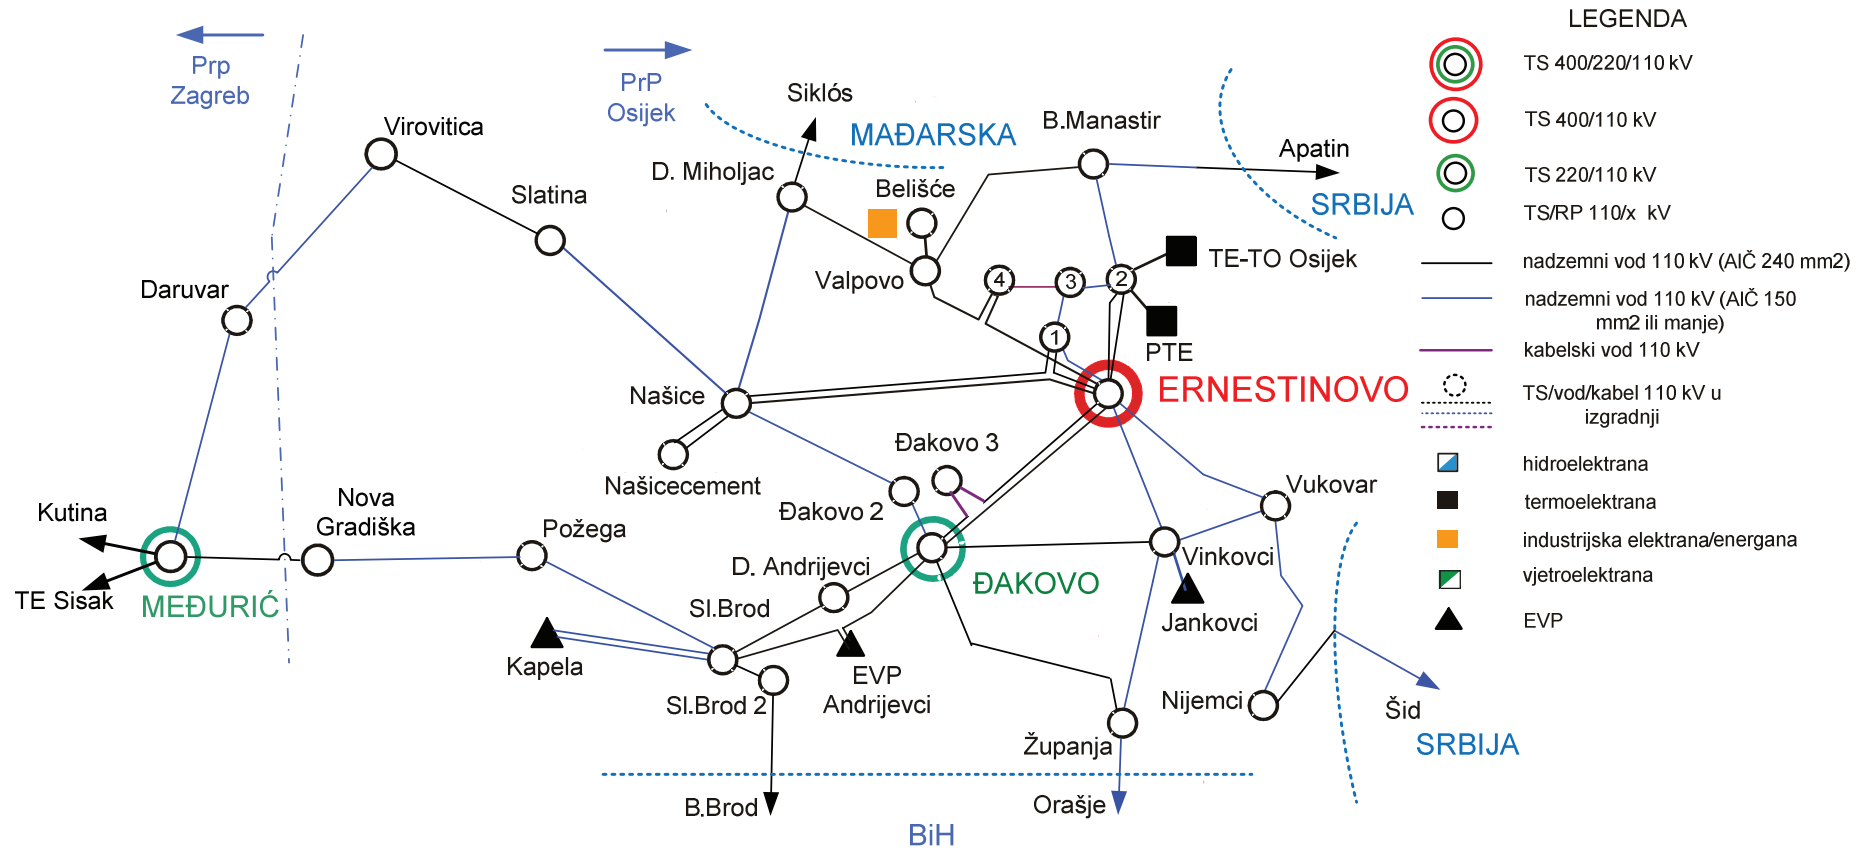 Prp
Zagreb
PrP
Osijek
Siklós
MAĐARSKA
B.Manastir
Apatin
SRBIJA
Virovitica
D. Miholjac
Belišće
Slatina
Valpovo
4
3
2
1
TE-TO Osijek
PTE
Daruvar
Našice
ERNESTINOVO
Našicecement
Đakovo 3
Đakovo 2
Vukovar
Kutina
Nova
Gradiška
Požega
TE Sisak
MEĐURIĆ
D. Andrijevci
ĐAKOVO
Vinkovci
Jankovci
Sl.Brod
Kapela
Sl.Brod 2
EVP
Andrijevci
Nijemci
Županja
Šid
SRBIJA
B.Brod
Orašje
BiH
LEGENDA
TS 400/220/110 kV
TS 400/110 kV
TS 220/110 kV
TS/RP 110/x kV
nadzemni vod 110 kV (AIČ 240 mm2)
nadzemni vod 110 kV (AIČ 150
mm2 ili manje)
kabelski vod 110 kV
TS/vod/kabel 110 kV u
izgradnji
hidroelektrana
termoelektrana
industrijska elektrana/energana
vjetroelektrana
EVP